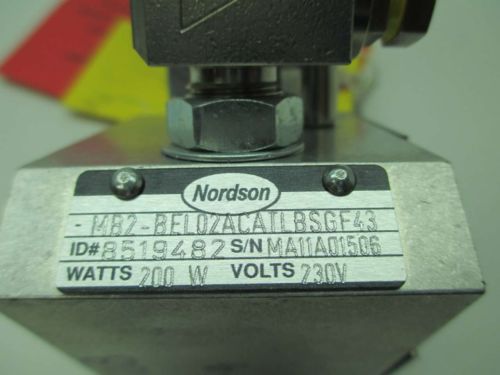 Nordson
- MB2-BEL02ACATLBSGF43
ID# 8519482 S/N MA11A01506
WATTS 200 W VOLTS 230V